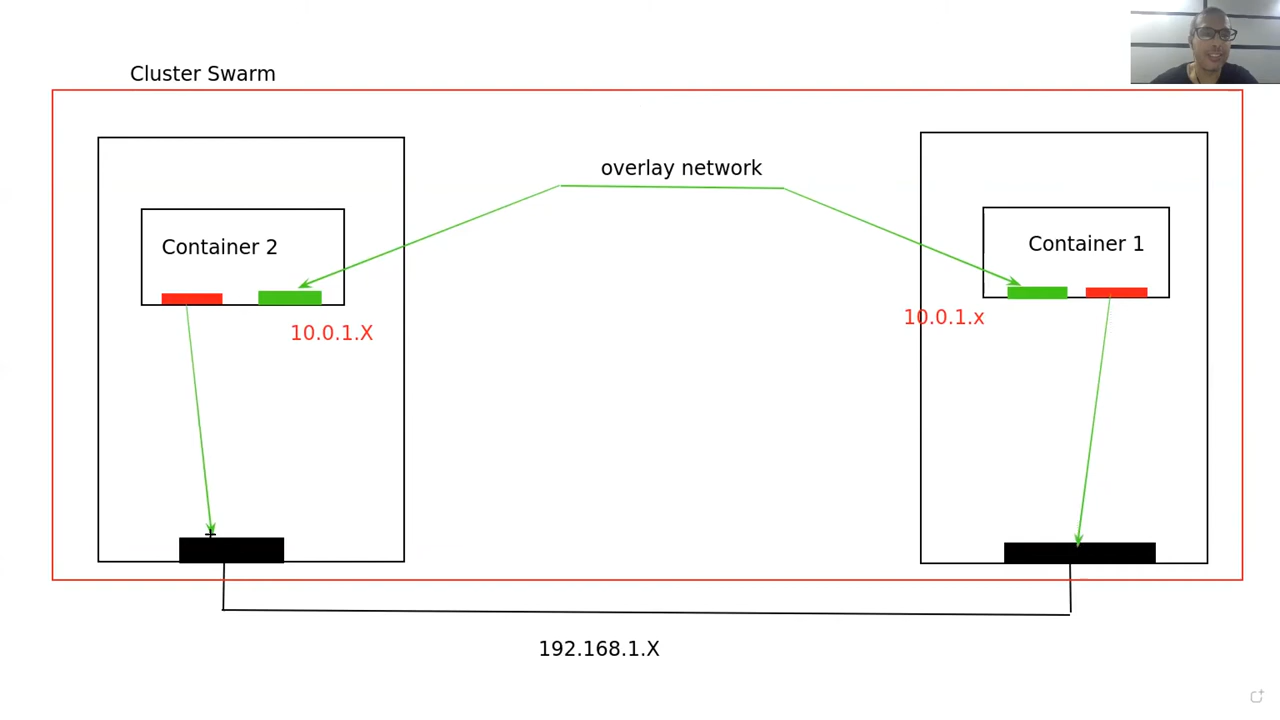 Cluster Swarm
overlay network
Container 2
Container 1
10.0.1.X
10.0.1.x
192.168.1.X